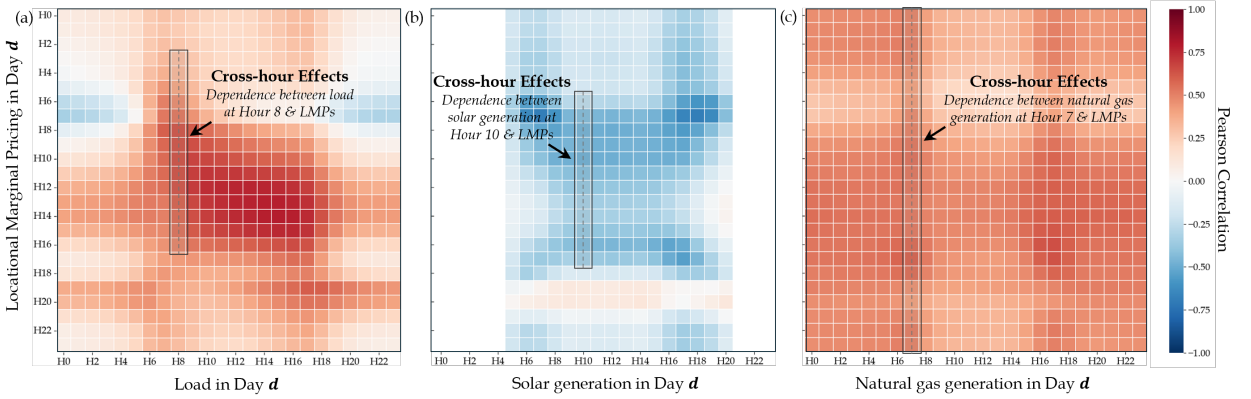 (a)
Locational Marginal Pricing in Day d
H0
H2
H4
H6
H8
H10
H12
H14
H16
H18
H20
H22
Cross-hour Effects
Dependence between load
at Hour 8 & LMPs
H0 H2 H4 H6 H8 H10 H12 H14 H16 H18 H20 H22
Load in Day d
(b)
Cross-hour Effects
Dependence between
solar generation at
Hour 10 & LMPs
H0 H2 H4 H6 H8 H10 H12 H14 H16 H18 H20 H22
Solar generation in Day d
(c)
Cross-hour Effects
Dependence between natural gas
generation at Hour 7 & LMPs
H0 H2 H4 H6 H8 H10 H12 H14 H16 H18 H20 H22
Natural gas generation in Day d
1.00
0.75
0.50
0.25
0.00
−0.25
−0.50
−0.75
−1.00
Pearson Correlation